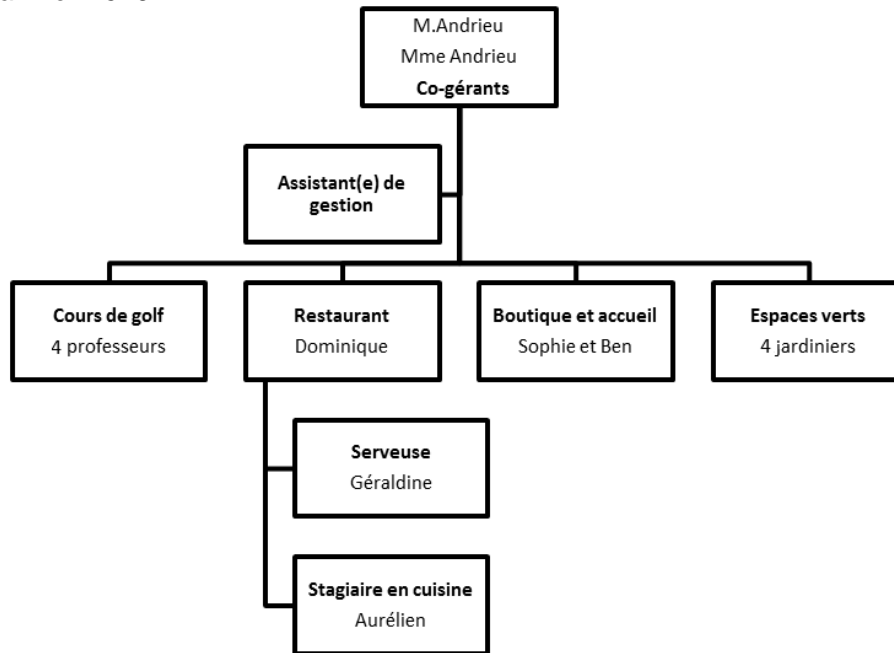 M.Andrieu
Mme Andrieu
Co-gérants
Assistant(e) de
gestion
Cours de golf
4 professeurs
Restaurant
Dominique
Boutique et accueil
Sophie et Ben
Espaces verts
4 jardiniers
Serveuse
Géraldine
Stagiaire en cuisine
Aurélien